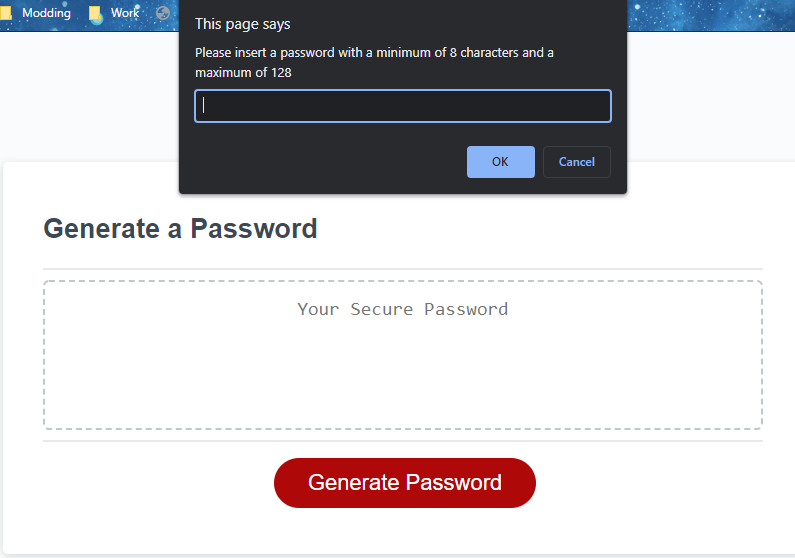 Modding Work
This page says
Please insert a password with a minimum of 8 characters and a
maximum of 128
OK Cancel
Generate a Password
Your Secure Password
Generate Password